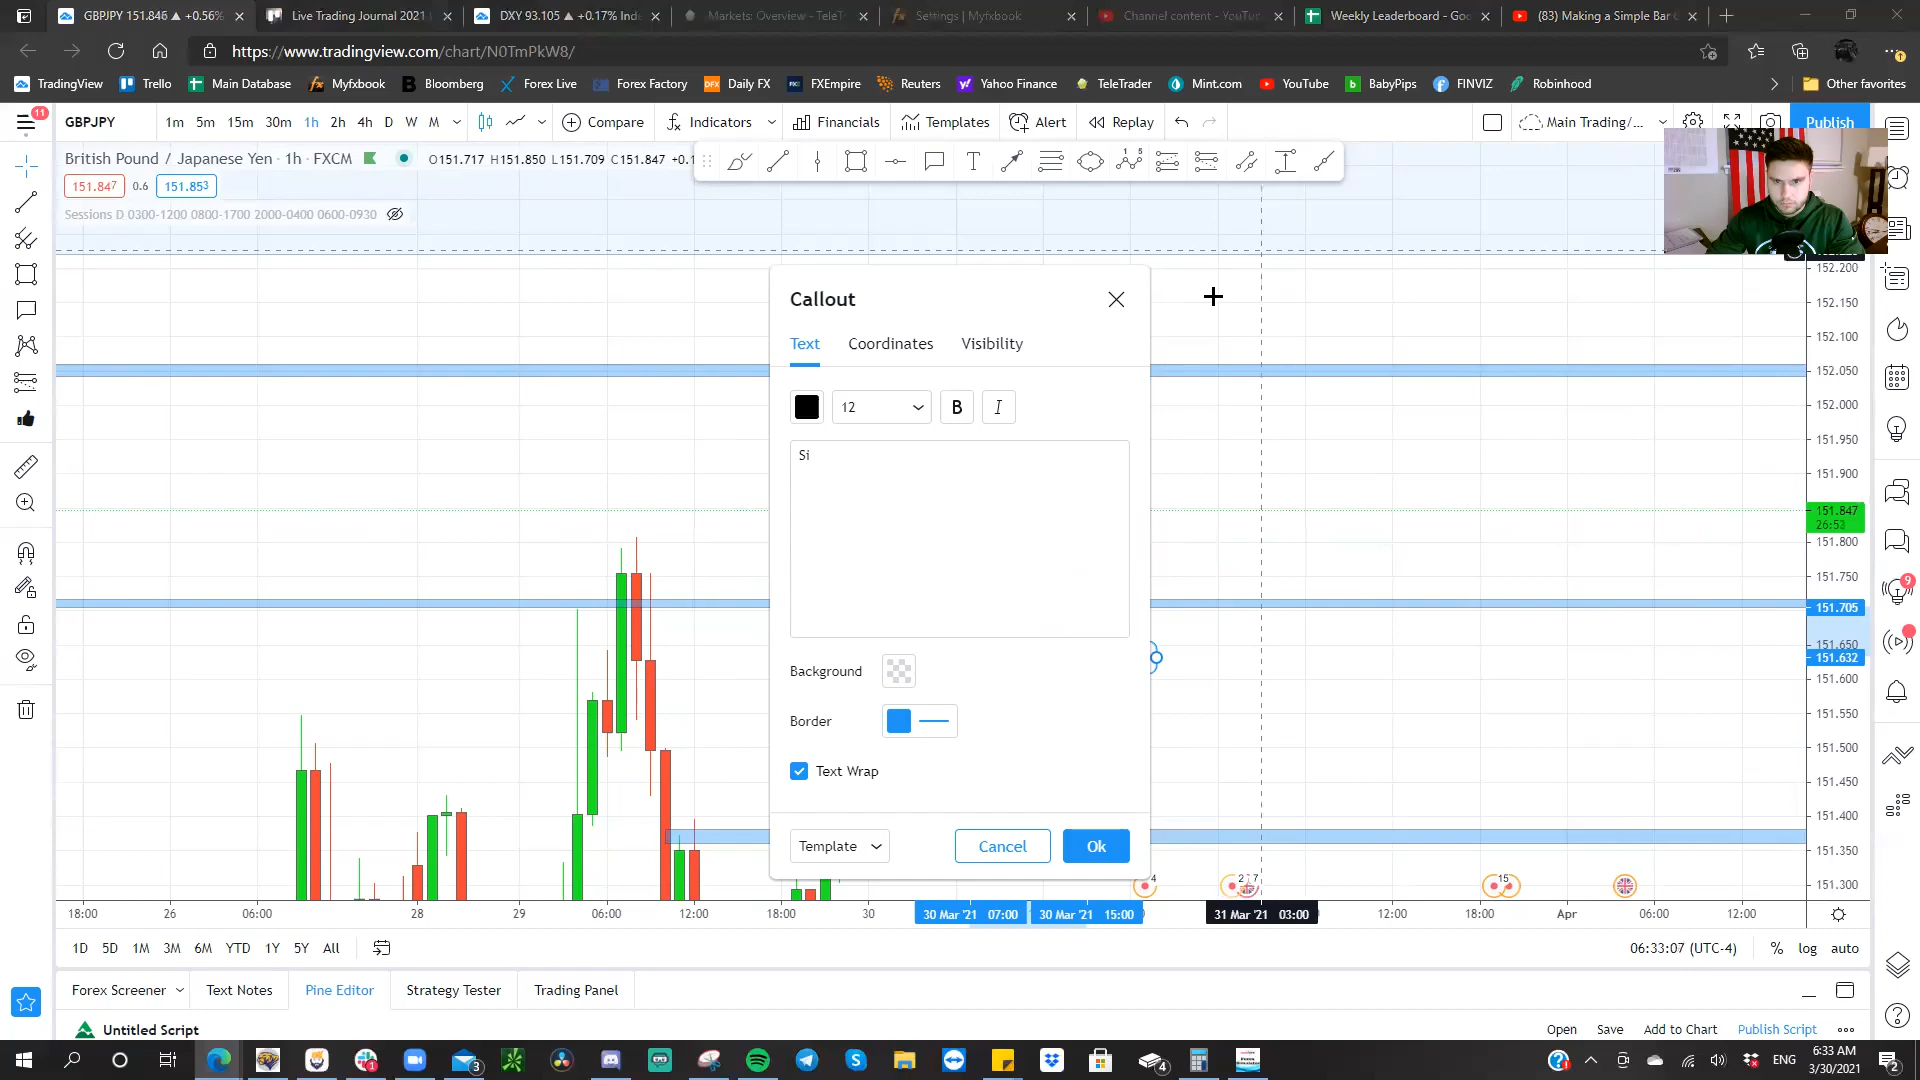 GBPJPY 151.846 ▲ +0.56%
Live Trading Journal 2021
DXY 93.105 ▲ +0.17% Ind
Markets: Overview - TeleT
Settings | Myfxbook
Channel content - YouTu
Weekly Leaderboard - Goo
(83) Making a Simple Bar C
https://www.tradingview.com/chart/N0TmPkW8/
TradingView
Trello
Main Database
Myfxbook
Bloomberg
Forex Live
Forex Factory
Daily FX
FXEmpire
Reuters
Yahoo Finance
TeleTrader
Mint.com
YouTube
BabyPips
FINVIZ
Robinhood
Other favorites
11
GBPJPY
1m 5m 15m 30m 1h 2h 4h D W M
Compare
Indicators
Financials
Templates
Alert
Replay
Main Trading/...
Publish
British Pound / Japanese Yen · 1h · FXCM
O151.717 H151.850 L151.709 C151.847 +0.1
151.847 0.6 151.853
Sessions D 0300-1200 0800-1700 2000-0400 0600-0930
Callout
Text Coordinates Visibility
12 B I
Si
Background
Border
Text Wrap
Template
Cancel
Ok
152.200
152.150
152.100
152.050
152.000
151.950
151.900
151.847
26:53
151.800
151.750
151.705
151.650
151.632
151.600
151.550
151.500
151.450
151.400
151.350
151.300
9
4
2 7
15
18:00 26 06:00 28 29 06:00 12:00 18:00 30 30 Mar '21 07:00 30 Mar '21 15:00 31 Mar '21 03:00 12:00 18:00 Apr 06:00 12:00
1D 5D 1M 3M 6M YTD 1Y 5Y All
06:33:07 (UTC-4) % log auto
Forex Screener
Text Notes
Pine Editor
Strategy Tester
Trading Panel
Untitled Script
Open Save Add to Chart Publish Script
ENG
6:33 AM
3/30/2021